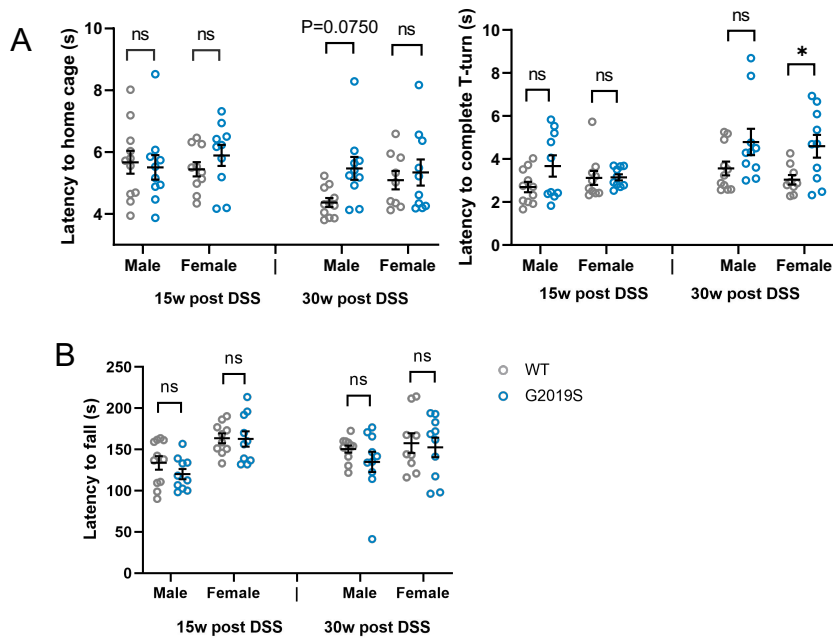 A
Latency to home cage (s)
10
8
6
4
ns
ns
P=0.0750
ns
Male
Female
|
Male
Female
15w post DSS
30w post DSS
Latency to complete T-turn (s)
10
8
6
4
2
0
ns
ns
ns
*
Male
Female
|
Male
Female
15w post DSS
30w post DSS
B
Latency to fall (s)
250
200
150
100
50
0
ns
ns
ns
ns
Male
Female
|
Male
Female
15w post DSS
30w post DSS
WT
G2019S